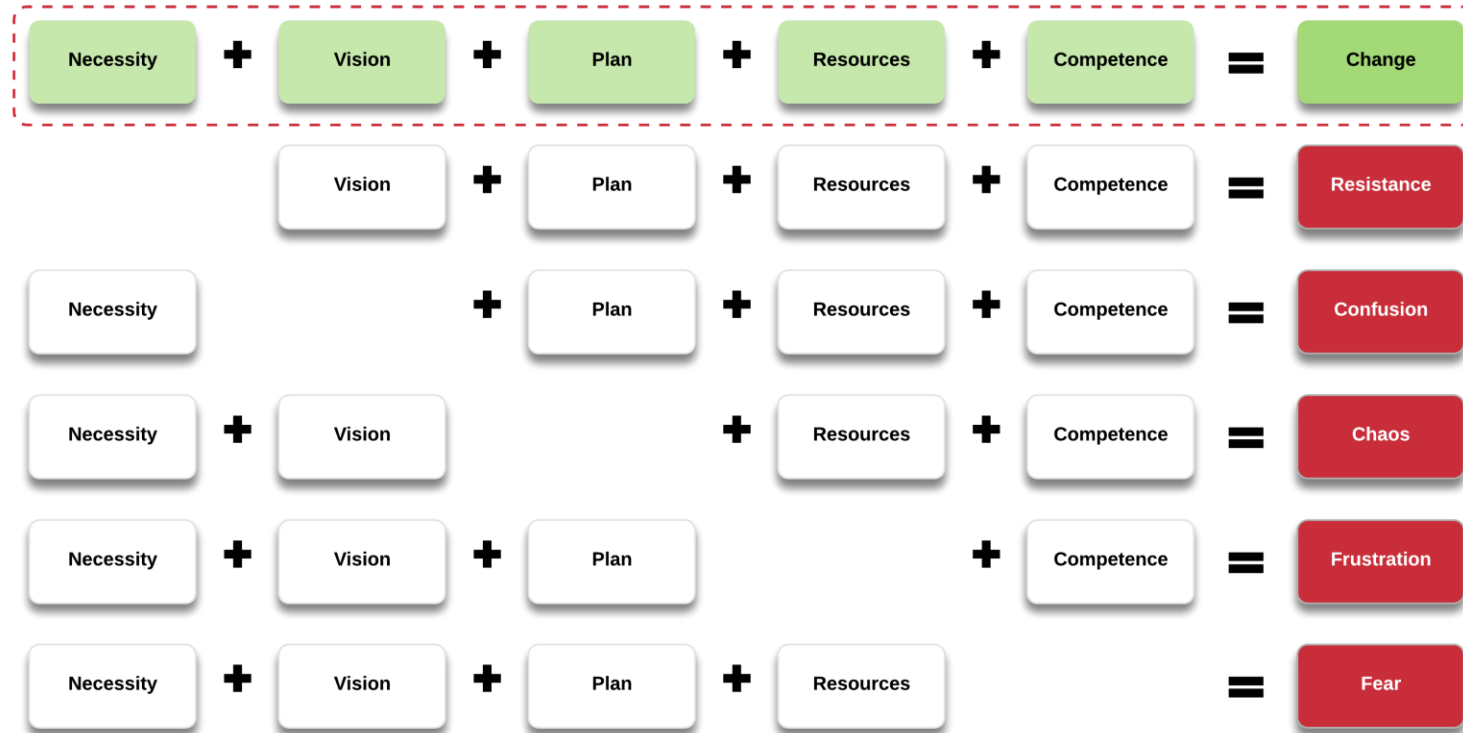 Necessity + Vision + Plan + Resources + Competence = Change
Vision + Plan + Resources + Competence = Resistance
Necessity + Plan + Resources + Competence = Confusion
Necessity + Vision + Resources + Competence = Chaos
Necessity + Vision + Plan + Competence = Frustration
Necessity + Vision + Plan + Resources = Fear